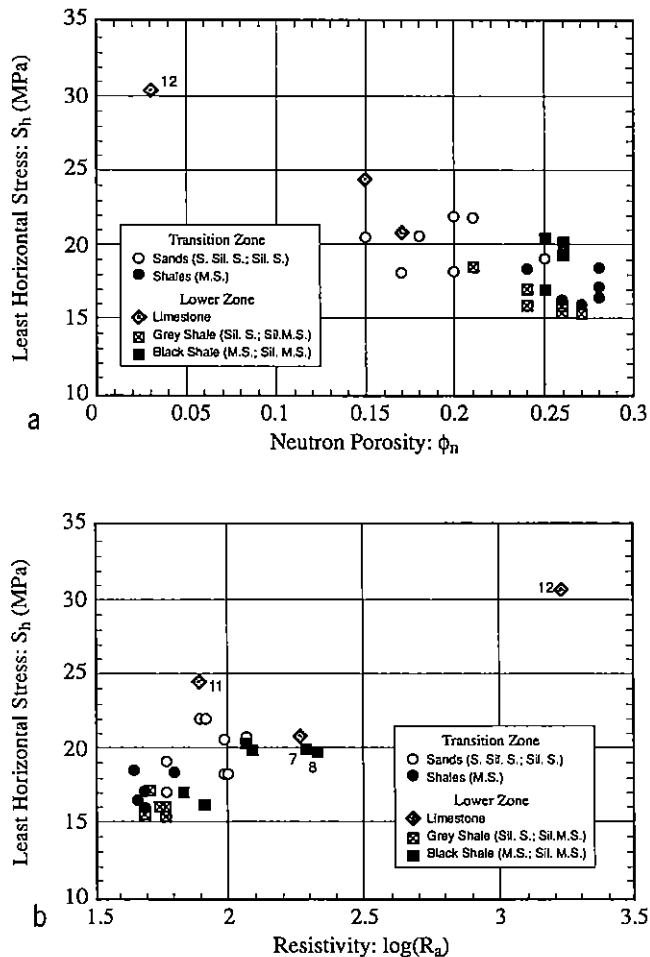 35
30
25
20
15
10
Least Horizontal Stress: Sh (MPa)
12
Transition Zone
Sands (S. Sil. S.; Sil. S.)
Shales (M.S.)
Lower Zone
Limestone
Grey Shale (Sil. S.; Sil.M.S.)
Black Shale (M.S.; Sil. M.S.)
0 0.05 0.1 0.15 0.2 0.25 0.3
a
Neutron Porosity: ϕn
35
30
25
20
15
10
Least Horizontal Stress: Sh (MPa)
12
11
7
8
Transition Zone
Sands (S. Sil. S.; Sil. S.)
Shales (M.S.)
Lower Zone
Limestone
Grey Shale (Sil. S.; Sil.M.S.)
Black Shale (M.S.; Sil. M.S.)
1.5 2 2.5 3 3.5
b
Resistivity: log(Ra)